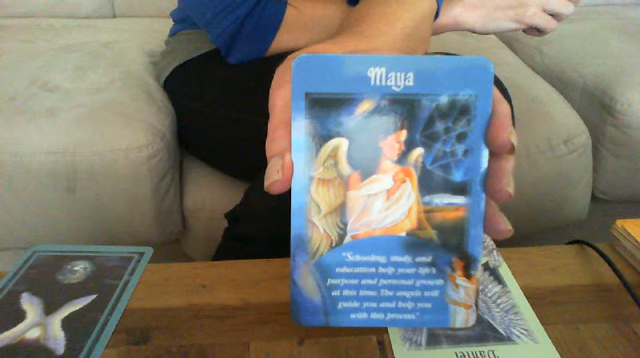 Maya
"Schooling, study, and
education help your life's
purpose and personal growth
at this time. The angels will
guide you and help you
with this process."
Daniel